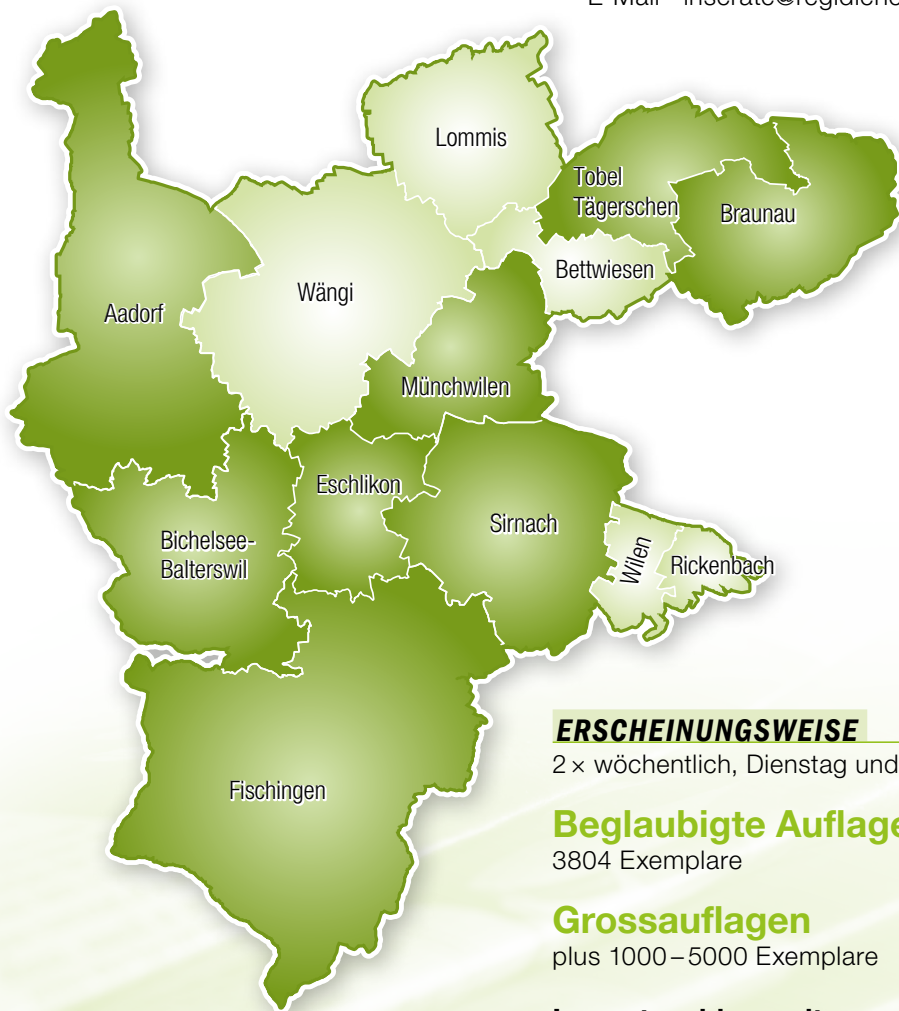 Lommis
Tobel
Tägerschen
Braunau
Bettwiesen
Wängi
Aadorf
Münchwilen
Eschlikon
Sirnach
Bichelsee-
Balterswil
Wilen
Rickenbach
Fischingen
ERSCHEINUNGSWEISE
2 × wöchentlich, Dienstag und
Beglaubigte Auflage
3804 Exemplare
Grossauflagen
plus 1000–5000 Exemplare